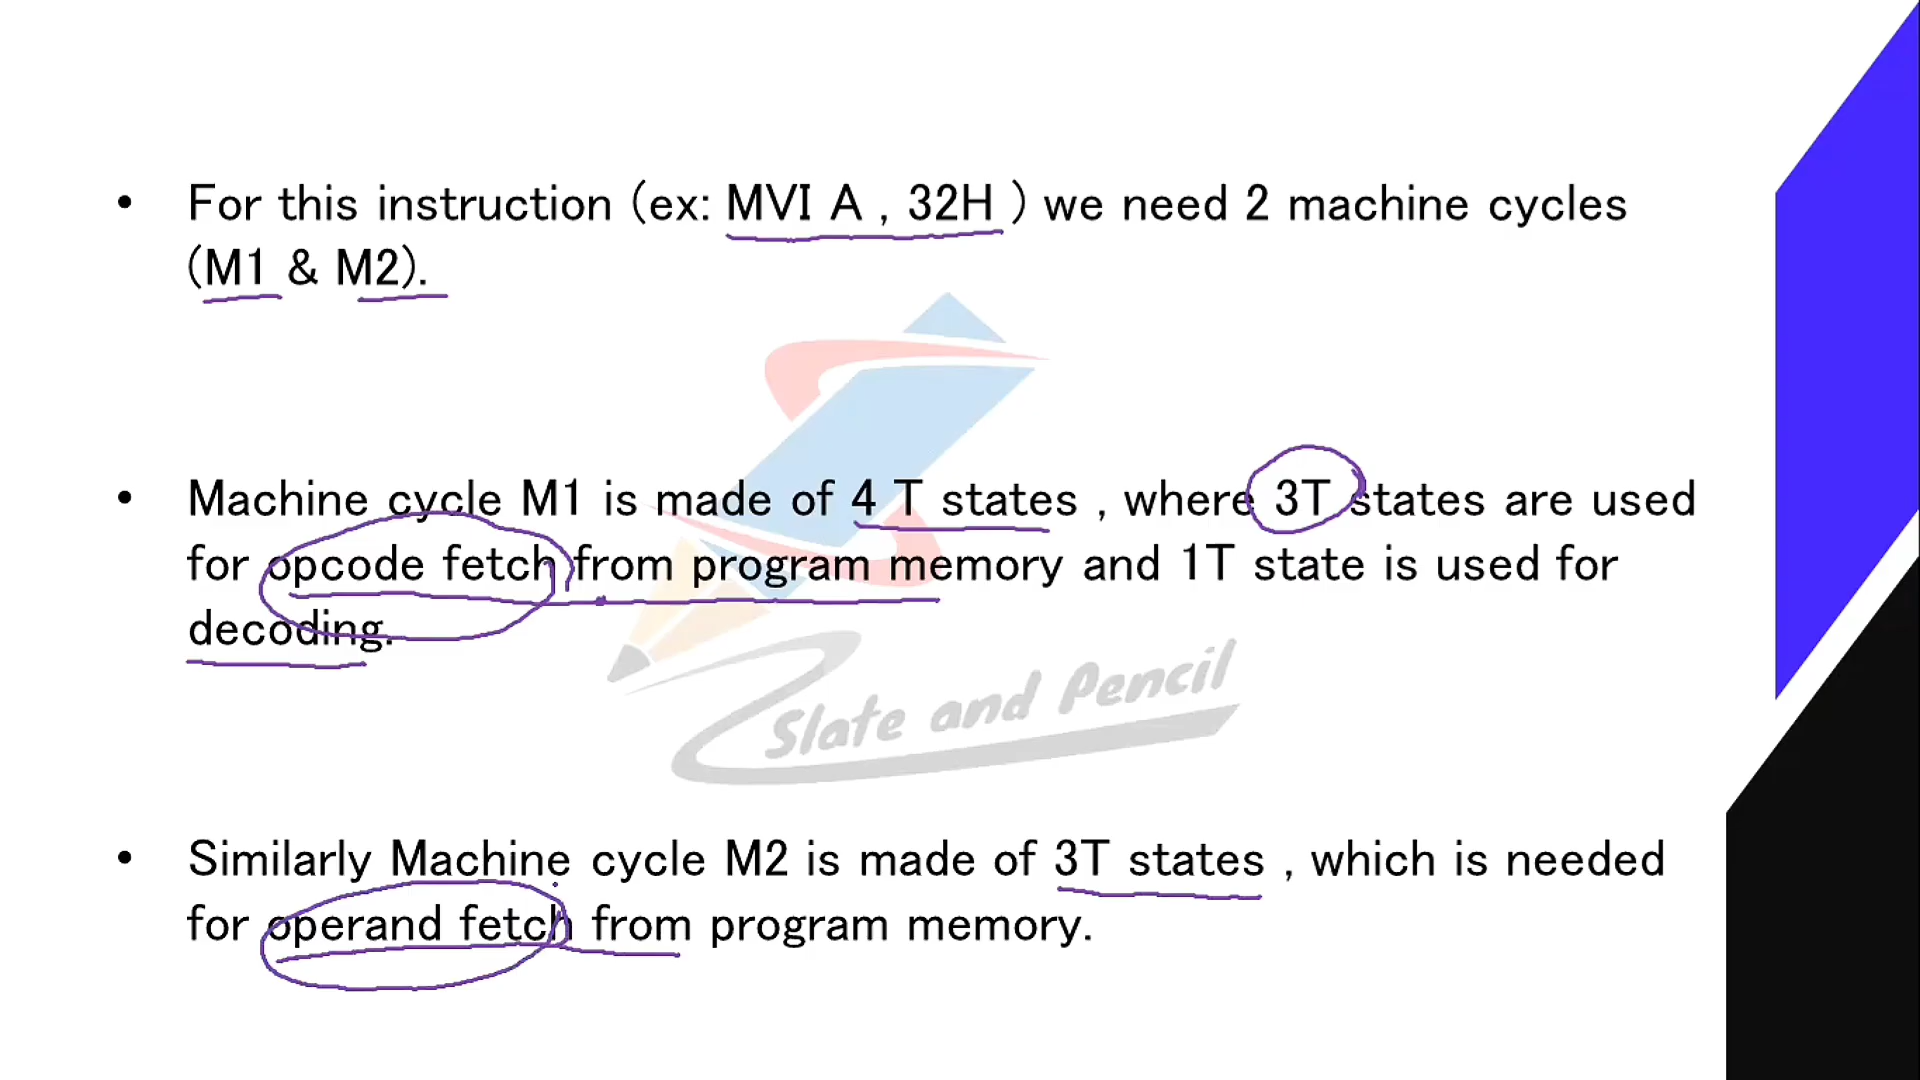 • For this instruction (ex: MVI A , 32H ) we need 2 machine cycles
(M1 & M2).
• Machine cycle M1 is made of 4 T states , where 3T states are used
for opcode fetch from program memory and 1T state is used for
decoding.
Slate and Pencil
• Similarly Machine cycle M2 is made of 3T states , which is needed
for operand fetch from program memory.